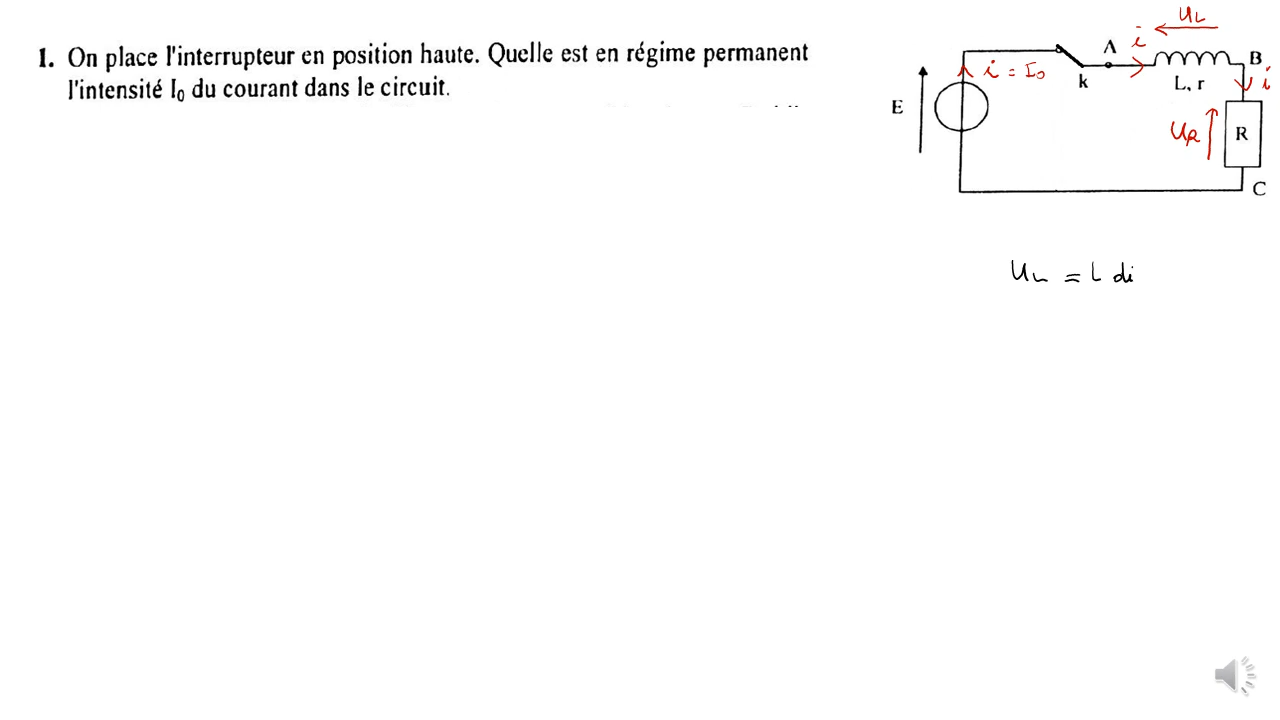 1. On place l'interrupteur en position haute. Quelle est en régime permanent
l'intensité I₀ du courant dans le circuit.
E
i = I₀
k
A
i
uL
L, r
B
i
uR
R
C
uL = L di